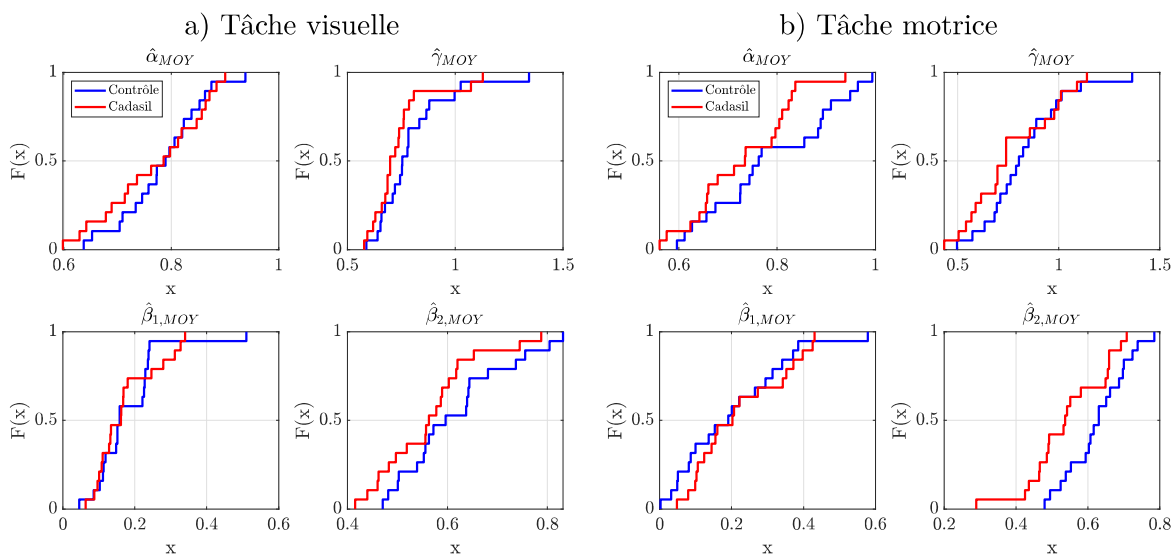 a) Tâche visuelle
b) Tâche motrice
α̂_MOY
γ̂_MOY
α̂_MOY
γ̂_MOY
1
0.5
0
F(x)
Contrôle
Cadasil
0.6 0.8 1
x
1
0.5
0
F(x)
0.5 1 1.5
x
1
0.5
0
F(x)
Contrôle
Cadasil
0.6 0.8 1
x
1
0.5
0
F(x)
0.5 1 1.5
x
β̂_1,MOY
β̂_2,MOY
β̂_1,MOY
β̂_2,MOY
1
0.5
0
F(x)
0 0.2 0.4 0.6
x
1
0.5
0
F(x)
0.4 0.6 0.8
x
1
0.5
0
F(x)
0 0.2 0.4 0.6
x
1
0.5
0
F(x)
0.2 0.4 0.6 0.8
x